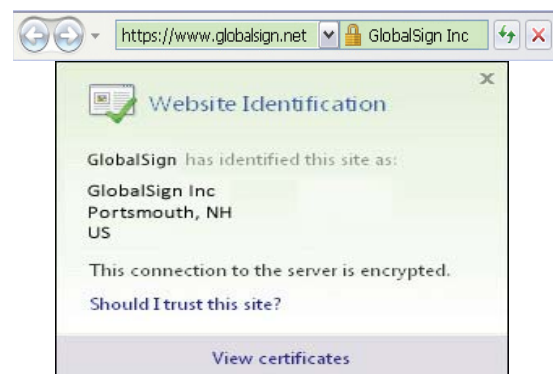 https://www.globalsign.net GlobalSign Inc
Website Identification
GlobalSign has identified this site as:
GlobalSign Inc
Portsmouth, NH
US
This connection to the server is encrypted.
Should I trust this site?
View certificates